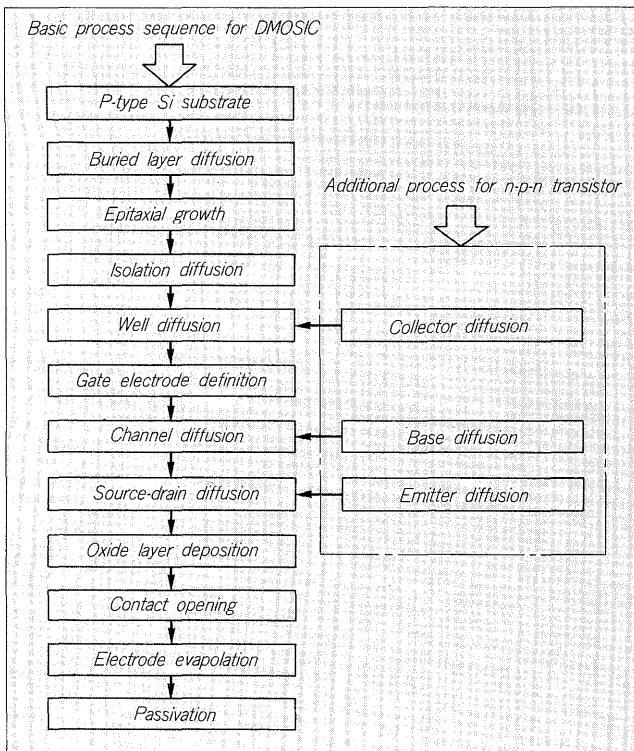 Basic process sequence for DMOSIC
P-type Si substrate
Buried layer diffusion
Epitaxial growth
Isolation diffusion
Well diffusion
Gate electrode definition
Channel diffusion
Source-drain diffusion
Oxide layer deposition
Contact opening
Electrode evapolation
Passivation
Additional process for n-p-n transistor
Collector diffusion
Base diffusion
Emitter diffusion